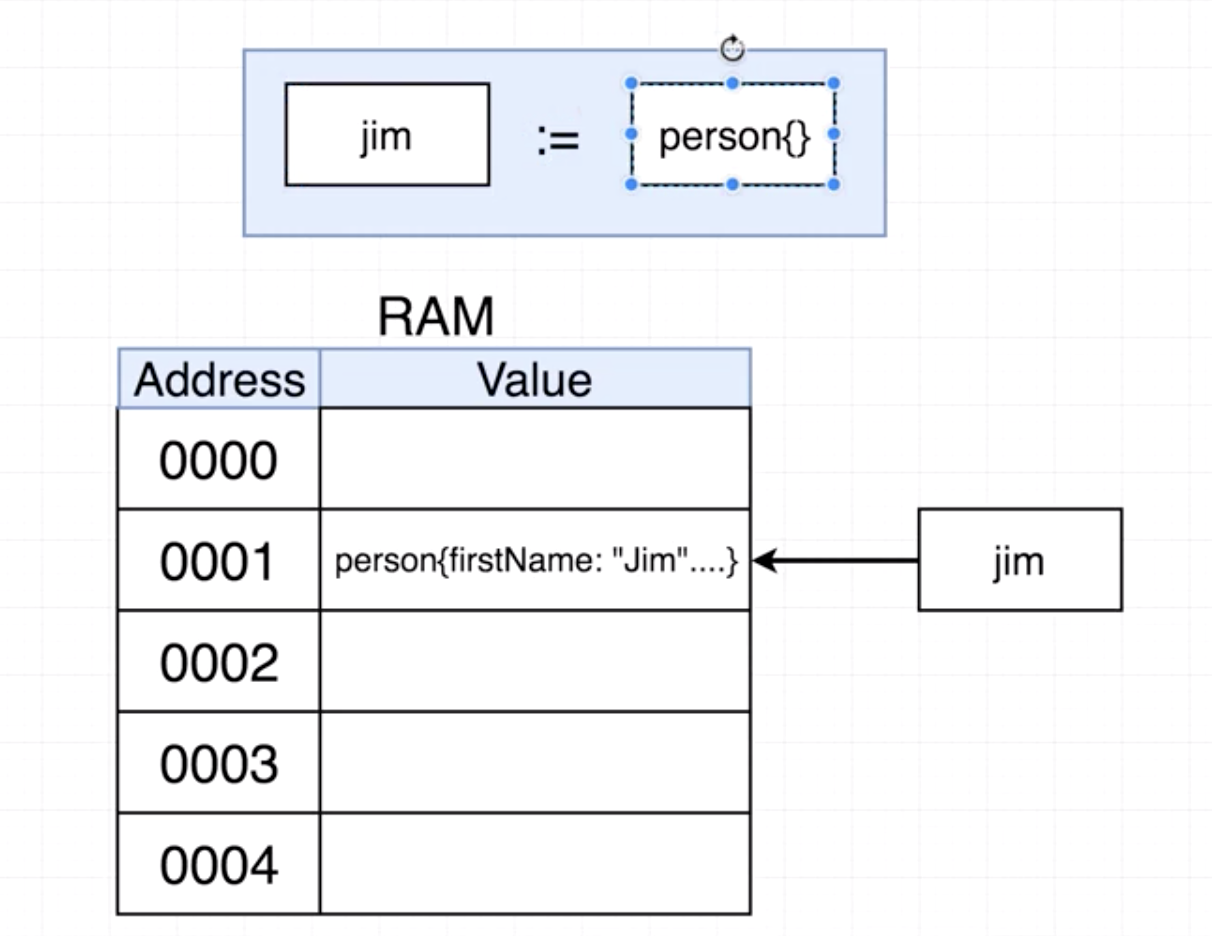 jim := person{}
RAM
Address Value
0000
0001 person{firstName: "Jim"....} jim
0002
0003
0004